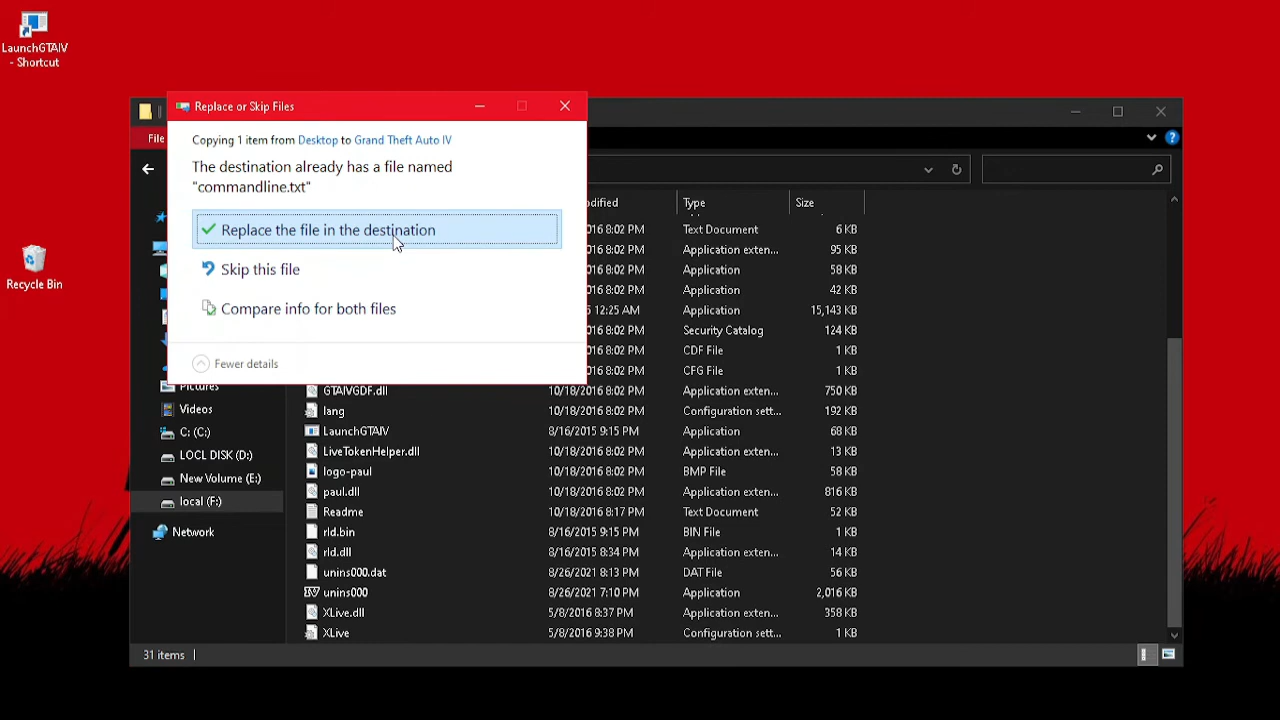 LaunchGTAIV
- Shortcut
Recycle Bin
Replace or Skip Files
Copying 1 item from Desktop to Grand Theft Auto IV
The destination already has a file named
"commandline.txt"
Replace the file in the destination
Skip this file
Compare info for both files
Fewer details
File
odified Type Size
6 8:02 PM Text Document 6 KB
6 8:02 PM Application exten... 95 KB
6 8:02 PM Application 58 KB
6 8:02 PM Application 42 KB
5 12:25 AM Application 15,143 KB
6 8:02 PM Security Catalog 124 KB
6 8:02 PM CDF File 1 KB
6 8:02 PM CFG File 1 KB
GTAIVGDF.dll 10/18/2016 8:02 PM Application exten... 750 KB
lang 10/18/2016 8:02 PM Configuration sett... 192 KB
LaunchGTAIV 8/16/2015 9:15 PM Application 68 KB
LiveTokenHelper.dll 10/18/2016 8:02 PM Application exten... 13 KB
logo-paul 10/18/2016 8:02 PM BMP File 58 KB
paul.dll 10/18/2016 8:02 PM Application exten... 816 KB
Readme 10/18/2016 8:17 PM Text Document 52 KB
rld.bin 8/16/2015 9:15 PM BIN File 1 KB
rld.dll 8/16/2015 8:34 PM Application exten... 14 KB
unins000.dat 8/26/2021 8:13 PM DAT File 56 KB
unins000 8/26/2021 7:10 PM Application 2,016 KB
XLive.dll 5/8/2016 8:37 PM Application exten... 358 KB
XLive 5/8/2016 9:38 PM Configuration sett... 1 KB
Pictures
Videos
C: (C:)
LOCL DISK (D:)
New Volume (E:)
local (F:)
Network
31 items